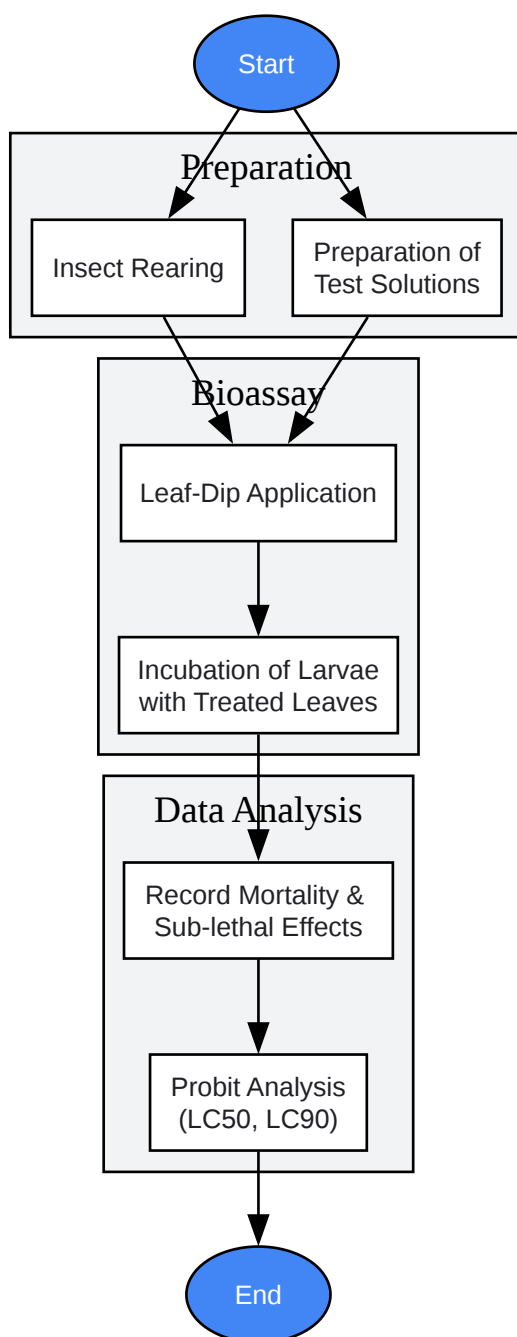 Start
Preparation
Insect Rearing
Preparation of
Test Solutions
Bioassay
Leaf-Dip Application
Incubation of Larvae
with Treated Leaves
Data Analysis
Record Mortality &
Sub-lethal Effects
Probit Analysis
(LC50, LC90)
End